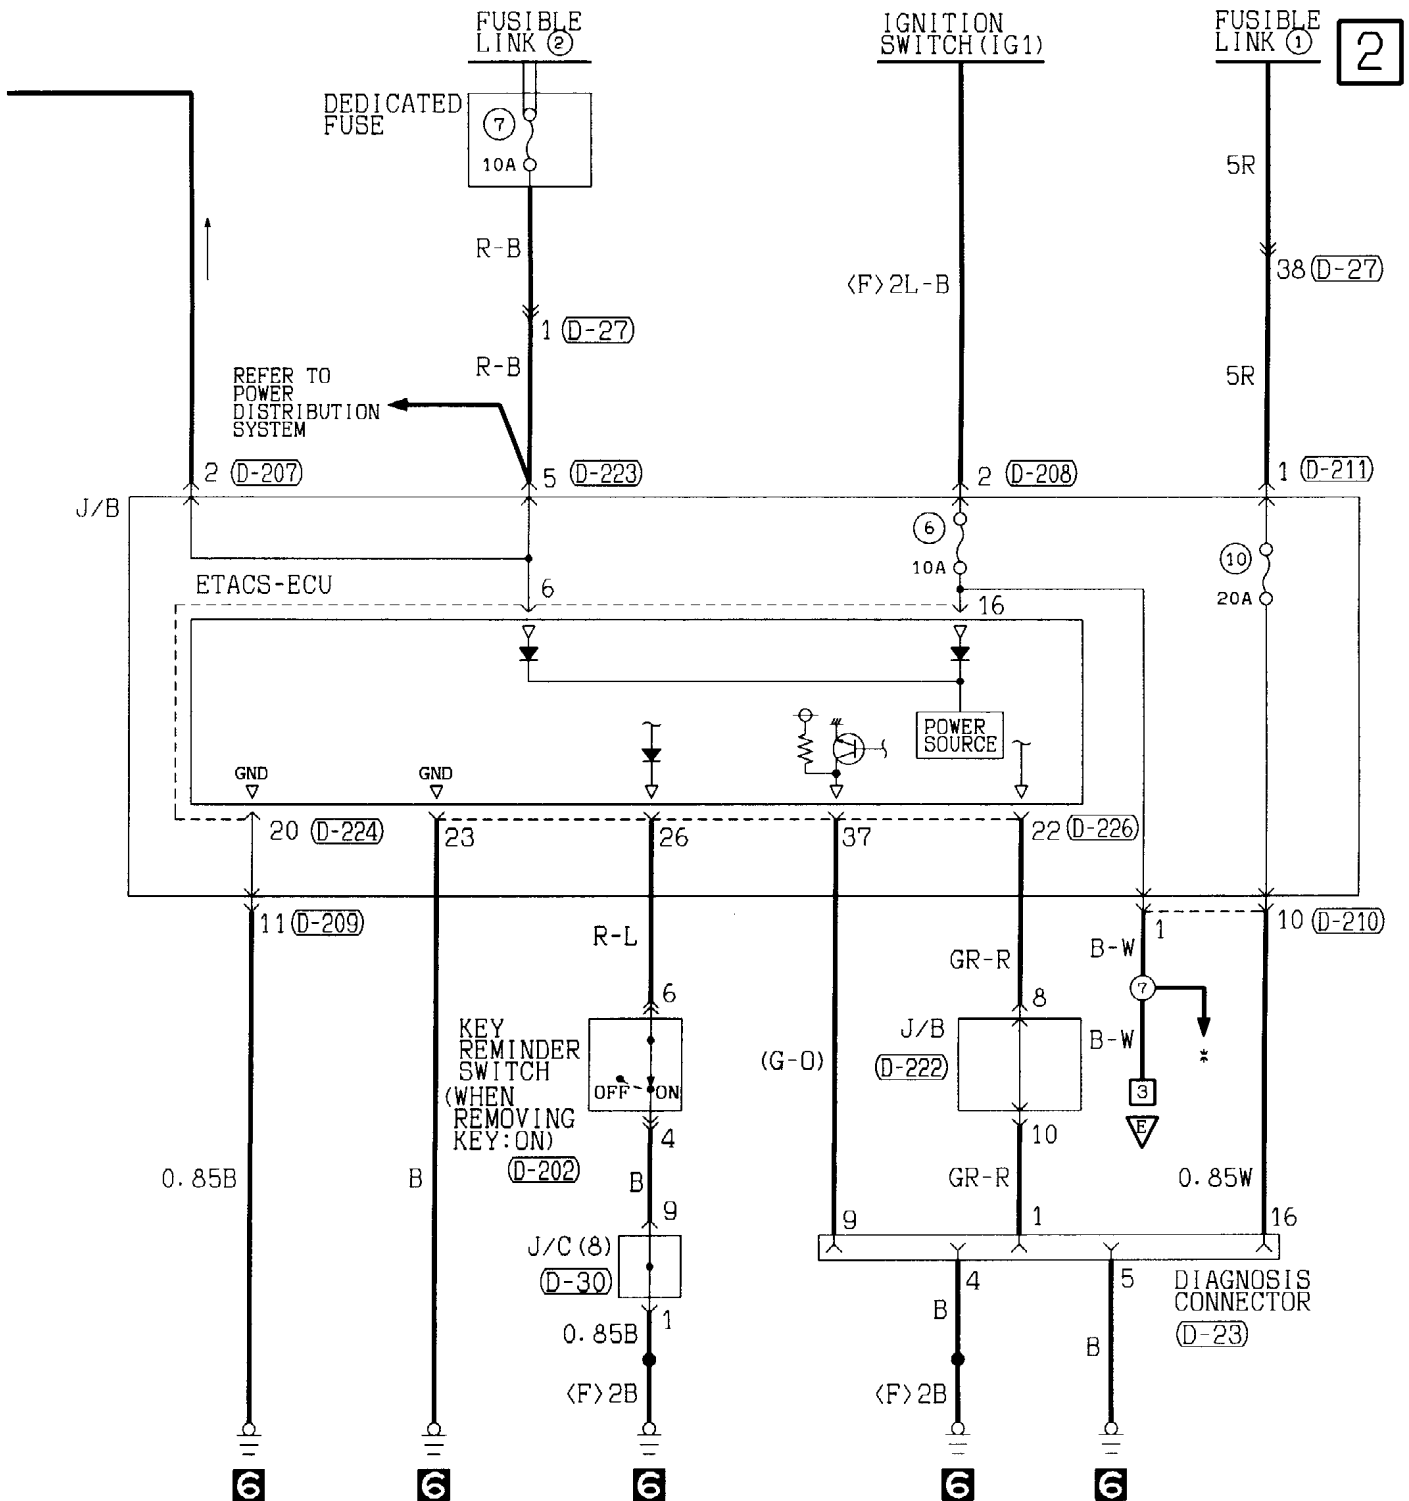 FUSIBLE
LINK ②
IGNITION
SWITCH(IG1)
FUSIBLE
LINK ①
2
DEDICATED
FUSE
7
10A
5R
R-B
38 D-27
<F>2L-B
1 D-27
R-B
5R
REFER TO
POWER
DISTRIBUTION
SYSTEM
2 D-207
5 D-223
2 D-208
1 D-211
J/B
6
10A
10
20A
ETACS-ECU
6
16
POWER
SOURCE
GND
GND
20 D-224
23
26
37
22 D-226
11 D-209
1
10 D-210
R-L
GR-R
B-W
6
8
7
KEY
REMINDER
SWITCH
(WHEN
REMOVING
KEY:ON)
D-202
OFF
ON
J/B
D-222
B-W
*
(G-O)
3
E
4
10
0.85B
B
B
GR-R
0.85W
9
9
1
16
J/C(8)
D-30
1
4
5
DIAGNOSIS
CONNECTOR
D-23
0.85B
B
B
<F>2B
<F>2B
6
6
6
6
6